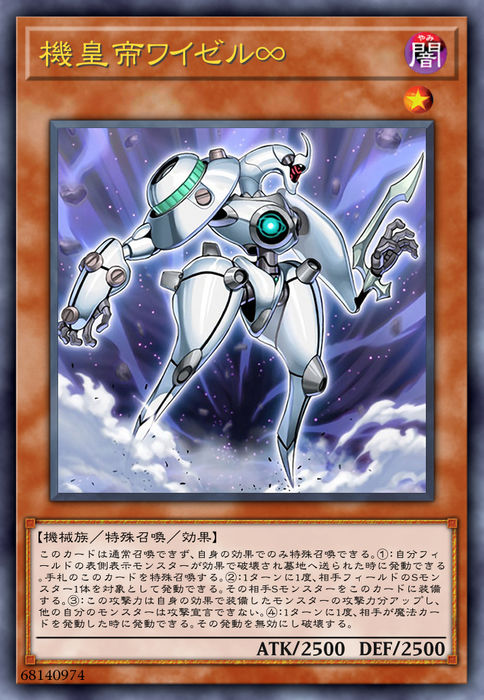 機皇帝ワイゼル∞
やみ
闇
【機械族／特殊召喚／効果】
このカードは通常召喚できず、自身の効果でのみ特殊召喚できる。①：自分フィ
ールドの表側表示モンスターが効果で破壊され墓地へ送られた時に発動できる
。手札のこのカードを特殊召喚する。②：1ターンに1度、相手フィールドのSモン
スター1体を対象として発動できる。その相手Sモンスターをこのカードに装備
する。③：この攻撃力は自身の効果で装備したモンスターの攻撃力分アップし、
他の自分のモンスターは攻撃宣言できない。④：1ターンに1度、相手が魔法カー
ドを発動した時に発動できる。その発動を無効にし破壊する。
ATK/2500 DEF/2500
68140974